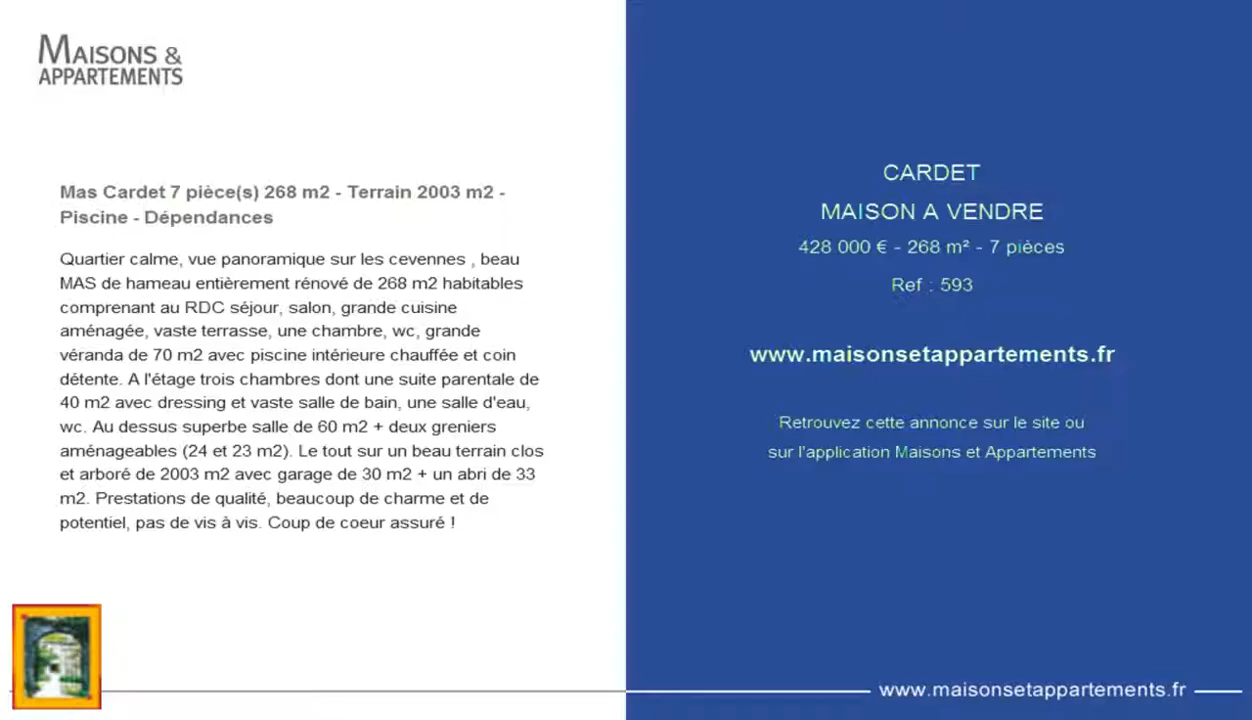 MAISONS &
APPARTEMENTS
Mas Cardet 7 pièce(s) 268 m2 - Terrain 2003 m2 -
Piscine - Dépendances
Quartier calme, vue panoramique sur les cevennes , beau
MAS de hameau entièrement rénové de 268 m2 habitables
comprenant au RDC séjour, salon, grande cuisine
aménagée, vaste terrasse, une chambre, wc, grande
véranda de 70 m2 avec piscine intérieure chauffée et coin
détente. A l'étage trois chambres dont une suite parentale de
40 m2 avec dressing et vaste salle de bain, une salle d'eau,
wc. Au dessus superbe salle de 60 m2 + deux greniers
aménageables (24 et 23 m2). Le tout sur un beau terrain clos
et arboré de 2003 m2 avec garage de 30 m2 + un abri de 33
m2. Prestations de qualité, beaucoup de charme et de
potentiel, pas de vis à vis. Coup de coeur assuré !
CARDET
MAISON A VENDRE
428 000 € - 268 m² - 7 pièces
Ref : 593
www.maisonsetappartements.fr
Retrouvez cette annonce sur le site ou
sur l'application Maisons et Appartements
www.maisonsetappartements.fr